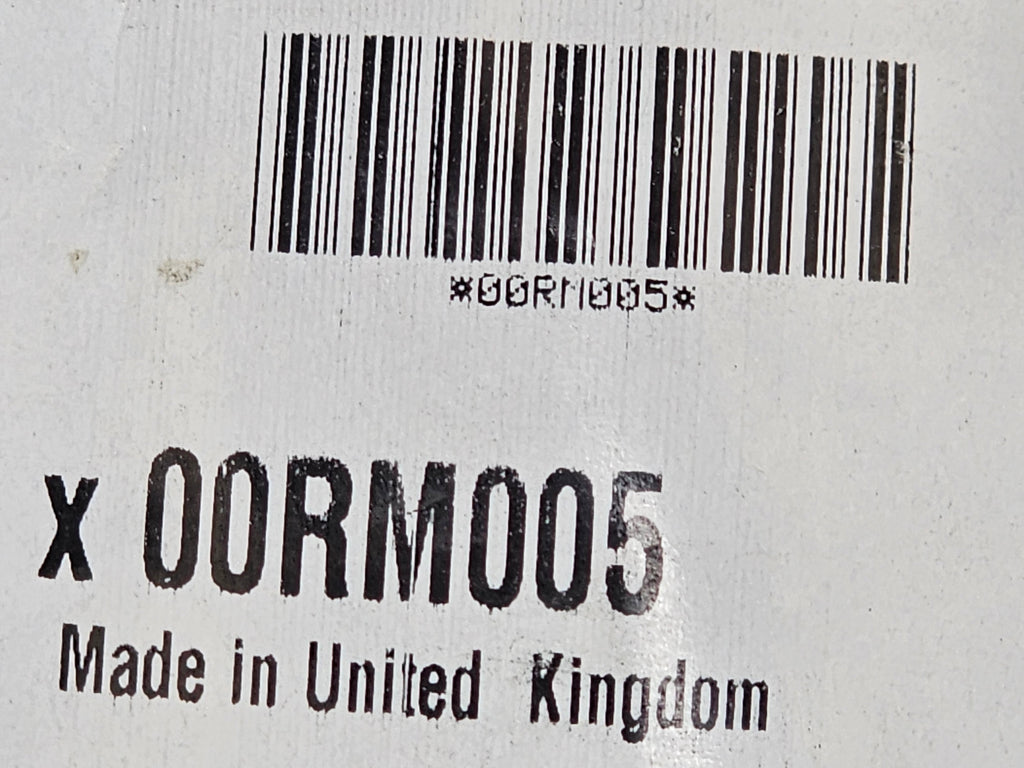 *00RM005*
x 00RM005
Made in United Kingdom